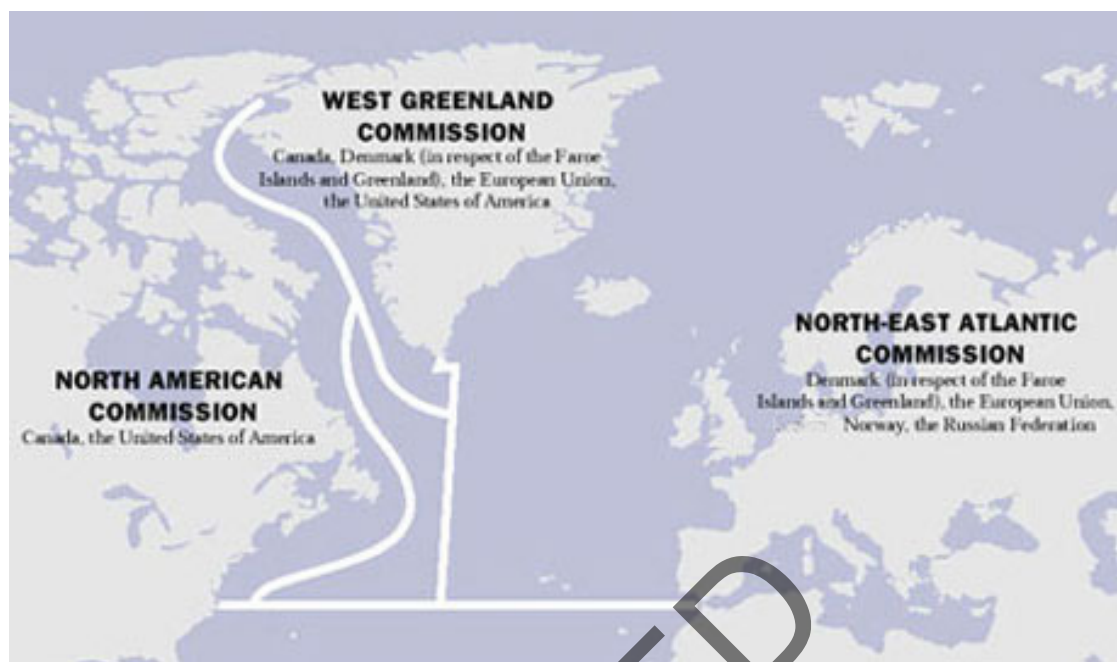 WEST GREENLAND
COMMISSION
Canada, Denmark (in respect of the Faroe
Islands and Greenland), the European Union,
the United States of America
NORTH-EAST ATLANTIC
COMMISSION
Denmark (in respect of the Faroe
Islands and Greenland), the European Union,
Norway, the Russian Federation
NORTH AMERICAN
COMMISSION
Canada, the United States of America
D